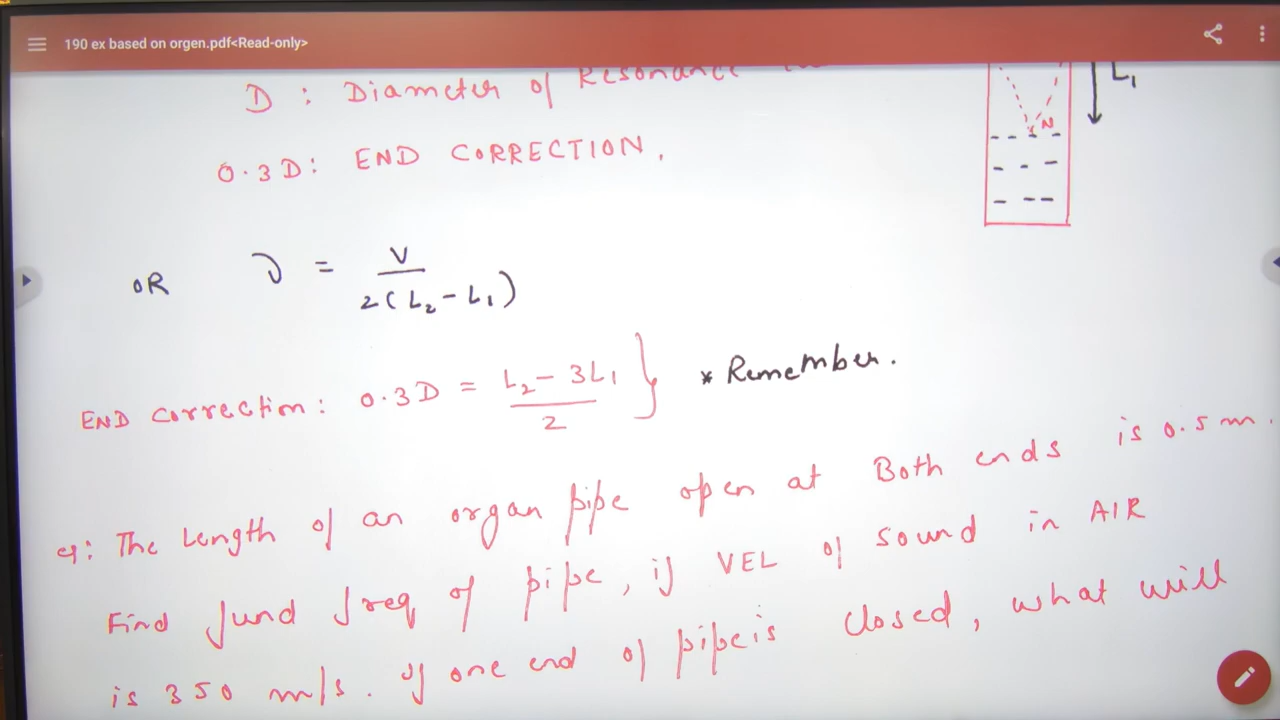 190 ex based on orgen.pdf<Read-only>
D : Diameter of Resonance
L1
N
0.3D: END CORRECTION.
OR ν = V / 2(L2 - L1)
END correction: 0.3D = L2 - 3L1 / 2 } * Remember.
eg: The Length of an organ pipe open at Both ends is 0.5m.
Find fund freq of pipe, if VEL of sound in AIR
is 350 m/s. If one end of pipe is closed, what will